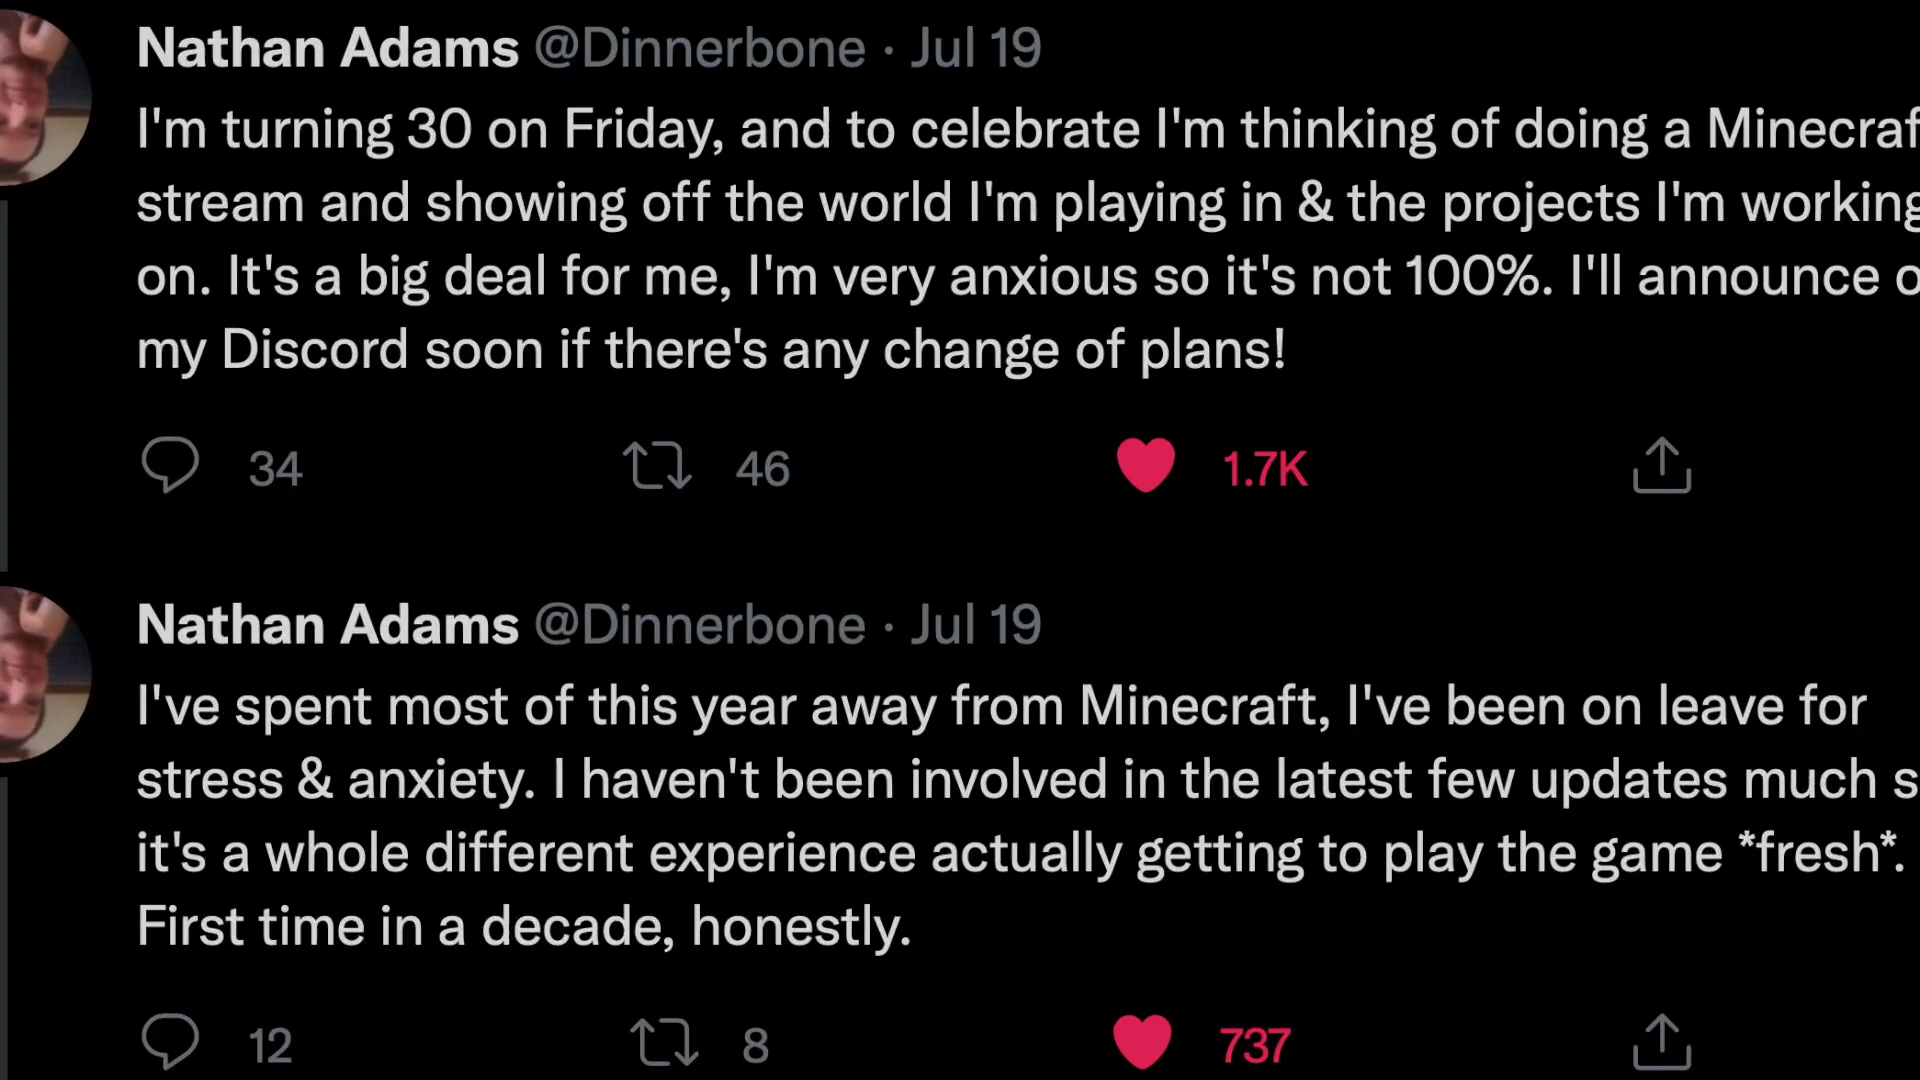 Nathan Adams @Dinnerbone · Jul 19
I'm turning 30 on Friday, and to celebrate I'm thinking of doing a Minecraf
stream and showing off the world I'm playing in & the projects I'm working
on. It's a big deal for me, I'm very anxious so it's not 100%. I'll announce o
my Discord soon if there's any change of plans!
34 46 1.7K
Nathan Adams @Dinnerbone · Jul 19
I've spent most of this year away from Minecraft, I've been on leave for
stress & anxiety. I haven't been involved in the latest few updates much s
it's a whole different experience actually getting to play the game *fresh*.
First time in a decade, honestly.
12 8 737